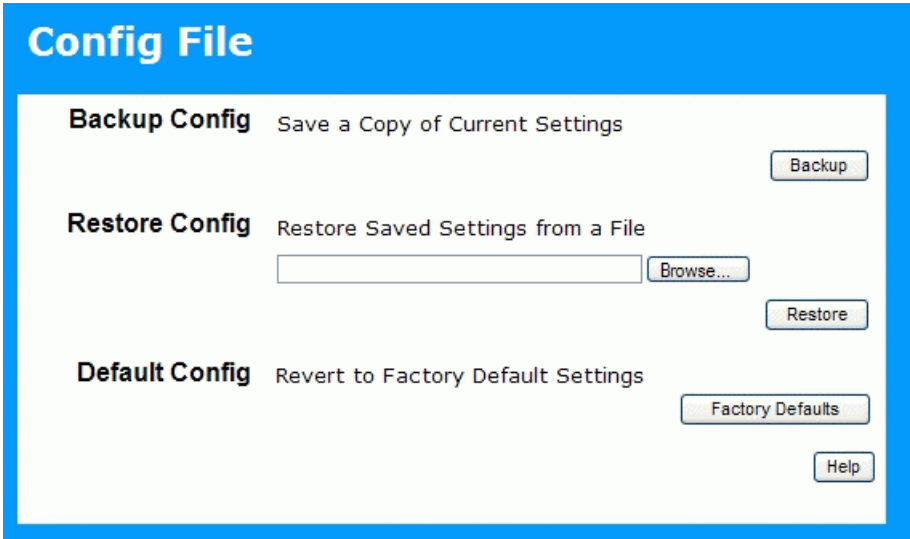 Config File
Backup Config Save a Copy of Current Settings
Backup
Restore Config Restore Saved Settings from a File
Browse...
Restore
Default Config Revert to Factory Default Settings
Factory Defaults
Help